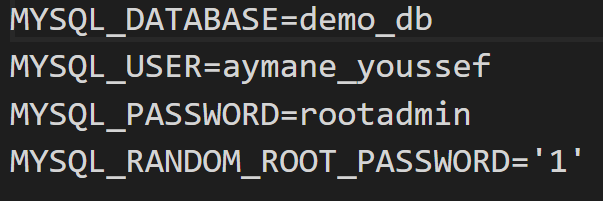 MYSQL_DATABASE=demo_db
MYSQL_USER=aymane_youssef
MYSQL_PASSWORD=rootadmin
MYSQL_RANDOM_ROOT_PASSWORD='1'